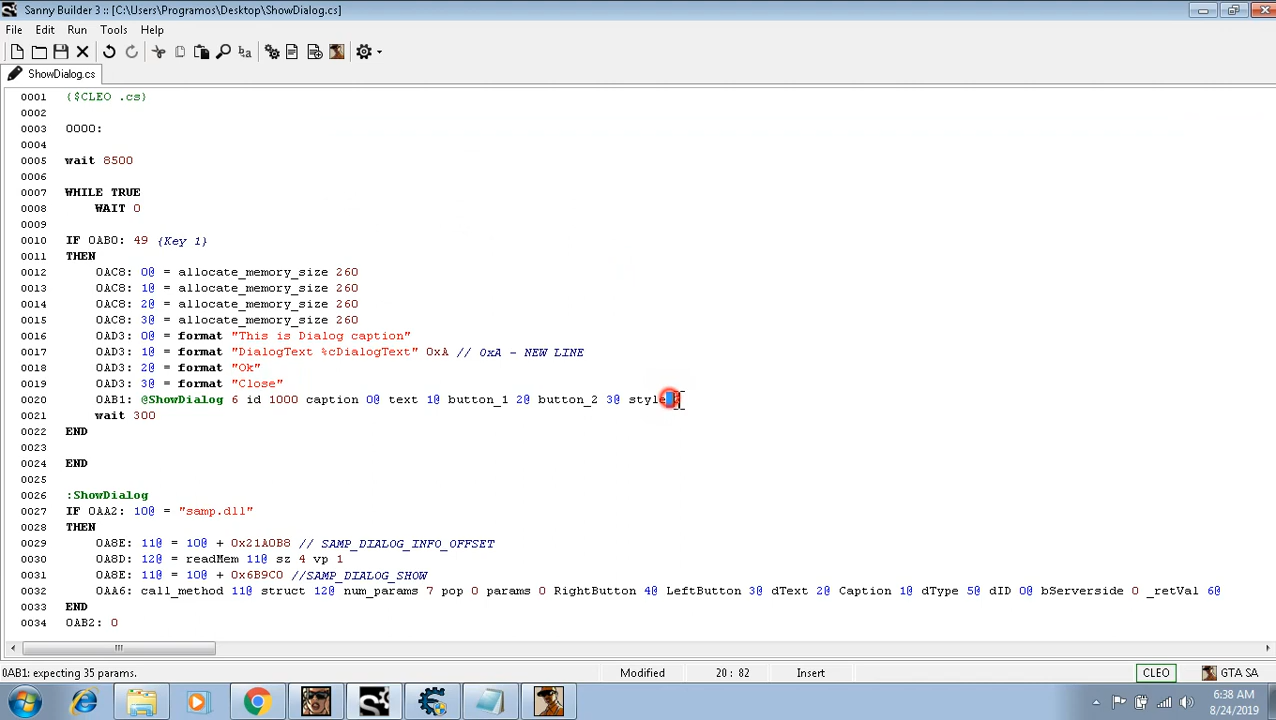 Sanny Builder 3 :: [C:\Users\Programos\Desktop\ShowDialog.cs]
File Edit Run Tools Help
ShowDialog.cs
0001 {$CLEO .cs}
0002
0003 0000:
0004
0005 wait 8500
0006
0007 WHILE TRUE
0008 WAIT 0
0009
0010 IF 0AB0: 49 {Key 1}
0011 THEN
0012 0AC8: 0@ = allocate_memory_size 260
0013 0AC8: 1@ = allocate_memory_size 260
0014 0AC8: 2@ = allocate_memory_size 260
0015 0AC8: 3@ = allocate_memory_size 260
0016 0AD3: 0@ = format "This is Dialog caption"
0017 0AD3: 1@ = format "DialogText %cDialogText" 0xA // 0xA - NEW LINE
0018 0AD3: 2@ = format "Ok"
0019 0AD3: 3@ = format "Close"
0020 0AB1: @ShowDialog 6 id 1000 caption 0@ text 1@ button_1 2@ button_2 3@ style
0021 wait 300
0022 END
0023
0024 END
0025
0026 :ShowDialog
0027 IF 0AA2: 10@ = "samp.dll"
0028 THEN
0029 0A8E: 11@ = 10@ + 0x21A0B8 // SAMP_DIALOG_INFO_OFFSET
0030 0A8D: 12@ = readMem 11@ sz 4 vp 1
0031 0A8E: 11@ = 10@ + 0x6B9C0 //SAMP_DIALOG_SHOW
0032 0AA6: call_method 11@ struct 12@ num_params 7 pop 0 params 0 RightButton 4@ LeftButton 3@ dText 2@ Caption 1@ dType 5@ dID 0@ bServerside 0 _retVal 6@
0033 END
0034 0AB2: 0
0AB1: expecting 35 params. Modified 20 : 82 Insert CLEO GTA SA
6:38 AM
8/24/2019